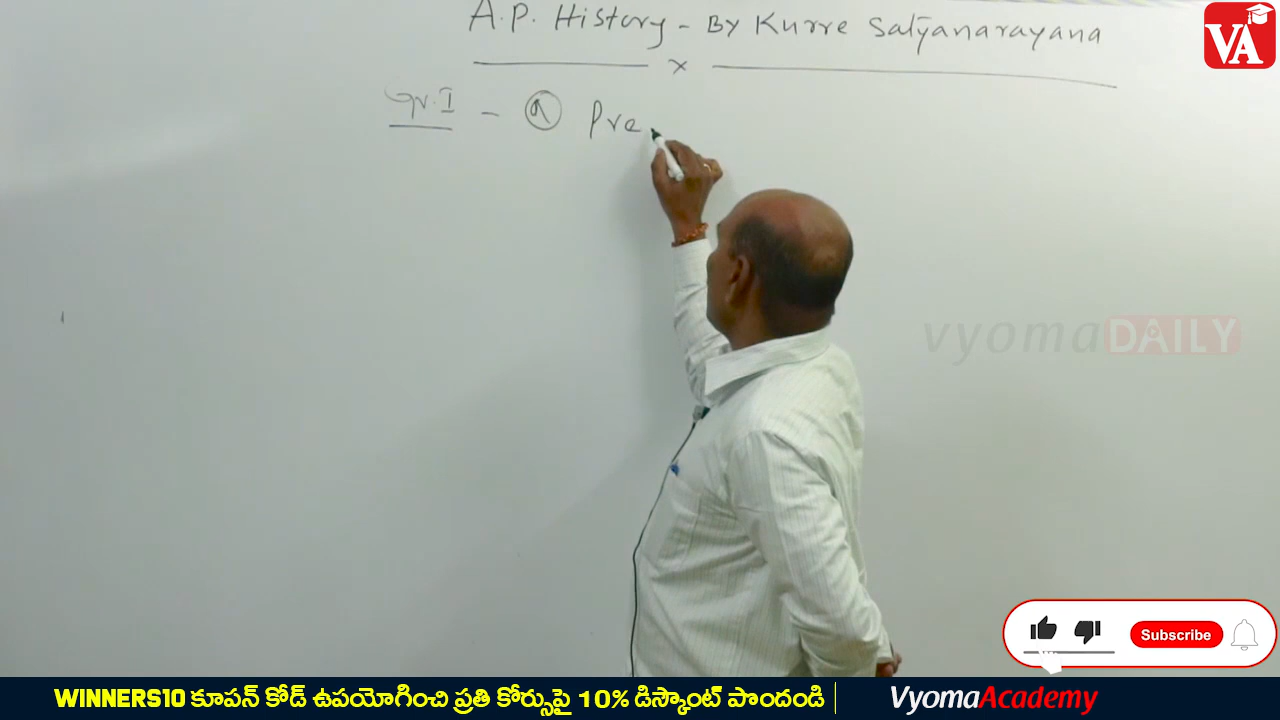 A.P. History - By Kurre Satyanarayana
x
Gr.I - (a) Pre
VA
vyomaDAILY
Subscribe
WINNERS10 కూపన్ కోడ్ ఉపయోగించి ప్రతి కోర్సుపై 10% డిస్కౌంట్ పొందండి
VyomaAcademy